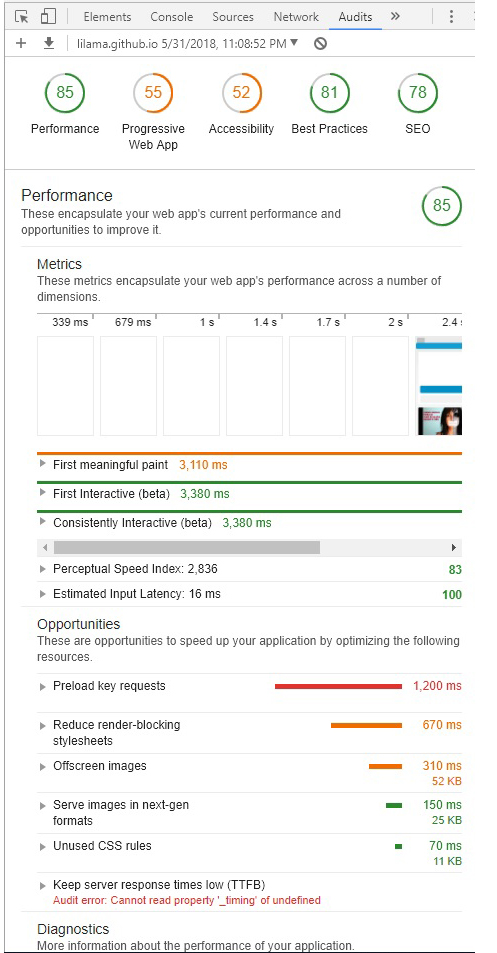 Elements Console Sources Network Audits
lilama.github.io 5/31/2018, 11:08:52 PM
85 55 52 81 78
Performance Progressive Web App Accessibility Best Practices SEO
Performance
These encapsulate your web app's current performance and
opportunities to improve it.
85
Metrics
These metrics encapsulate your web app's performance across a number of
dimensions.
339 ms 679 ms 1 s 1.4 s 1.7 s 2 s 2.4
First meaningful paint 3,110 ms
First Interactive (beta) 3,380 ms
Consistently Interactive (beta) 3,380 ms
Perceptual Speed Index: 2,836 83
Estimated Input Latency: 16 ms 100
Opportunities
These are opportunities to speed up your application by optimizing the following
resources.
Preload key requests 1,200 ms
Reduce render-blocking 670 ms
stylesheets
Offscreen images 310 ms
52 KB
Serve images in next-gen 150 ms
formats 25 KB
Unused CSS rules 70 ms
11 KB
Keep server response times low (TTFB)
Audit error: Cannot read property '_timing' of undefined
Diagnostics
More information about the performance of your application.